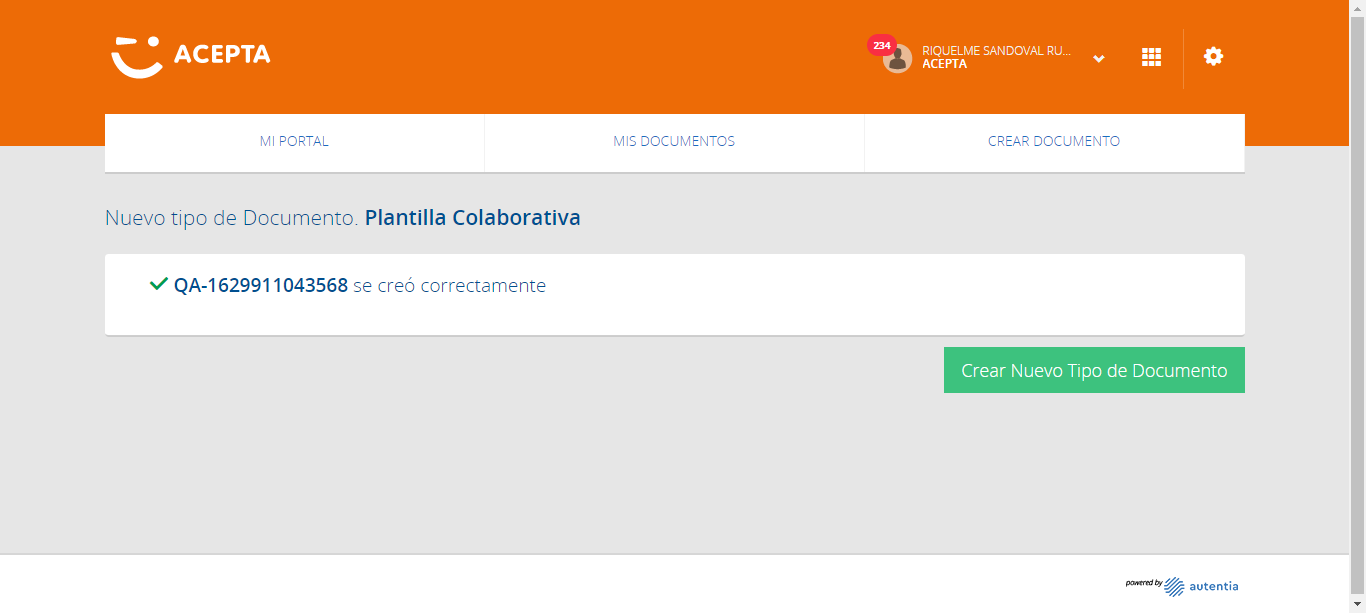 ACEPTA
234
RIQUELME SANDOVAL RU...
ACEPTA
MI PORTAL
MIS DOCUMENTOS
CREAR DOCUMENTO
Nuevo tipo de Documento. Plantilla Colaborativa
QA-1629911043568 se creó correctamente
Crear Nuevo Tipo de Documento
powered by autentia